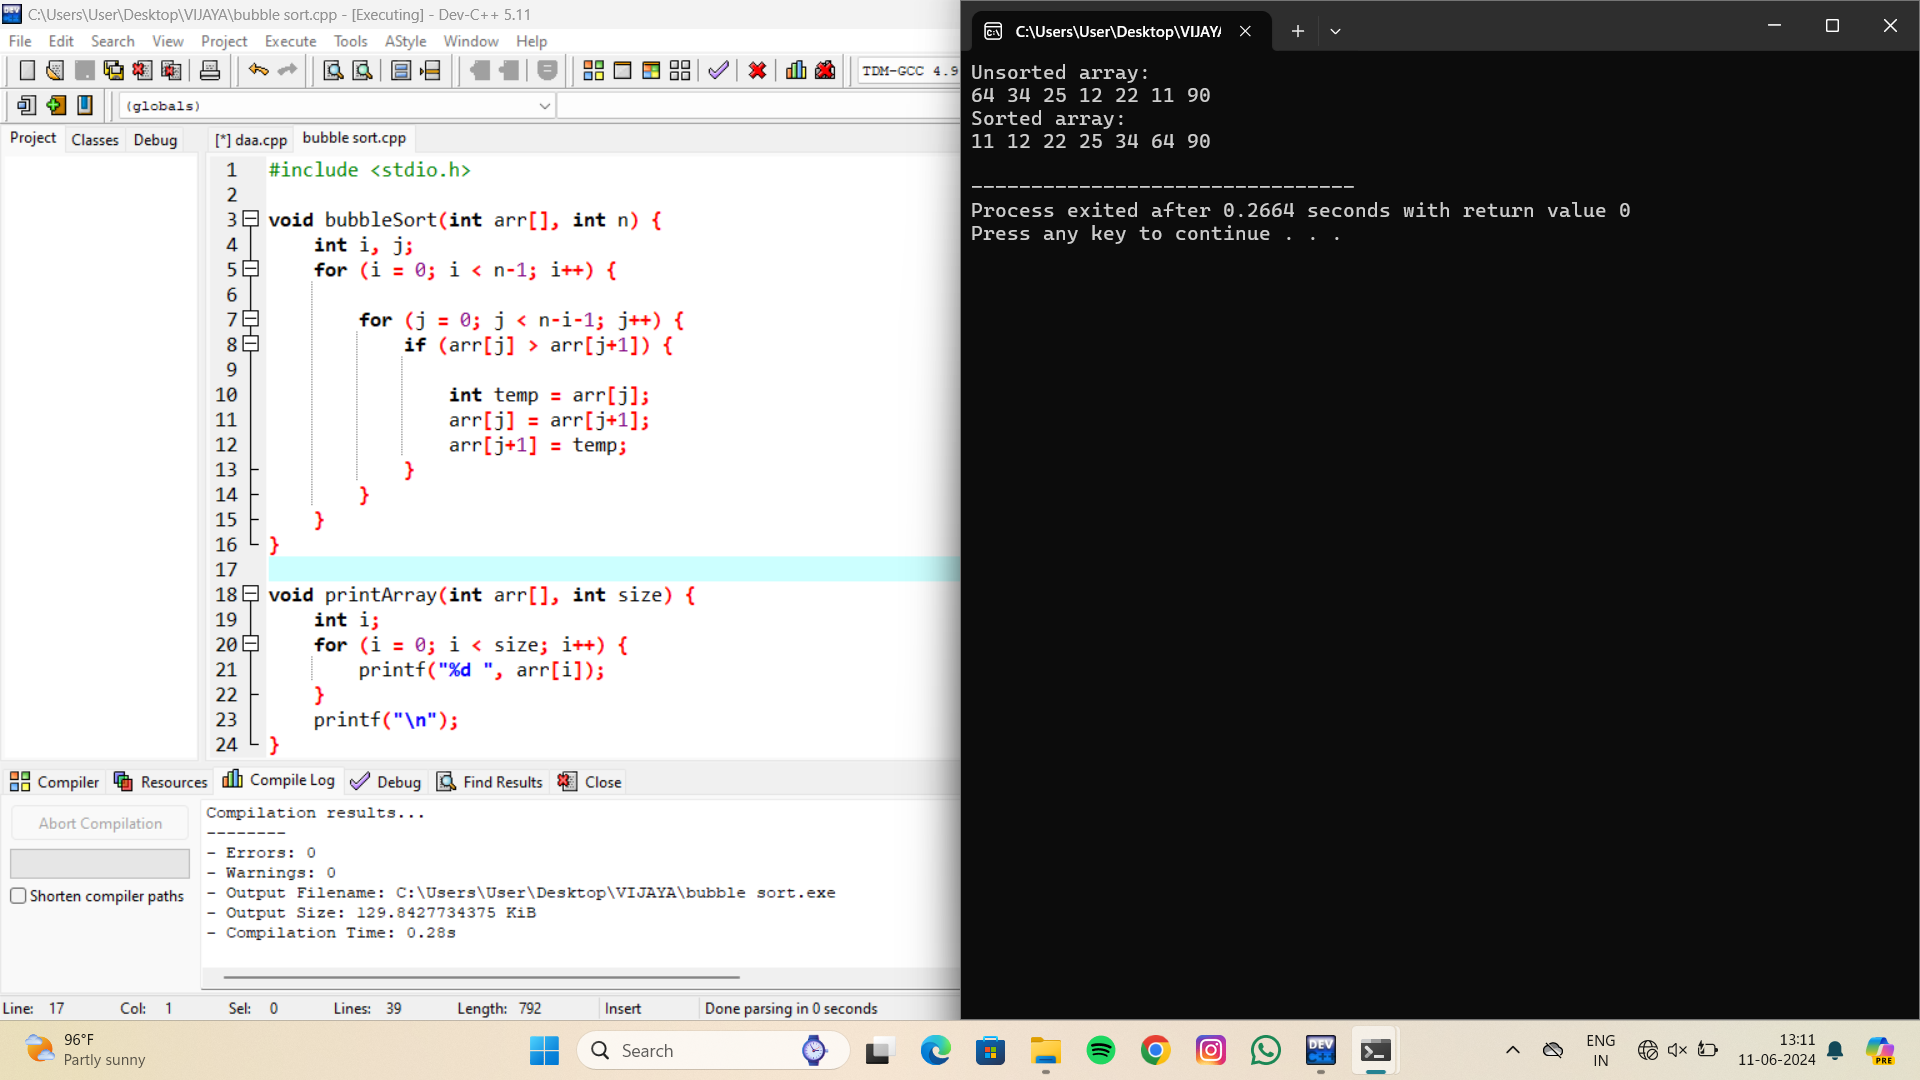 C:\Users\User\Desktop\VIJAYA\bubble sort.cpp - [Executing] - Dev-C++ 5.11
File Edit Search View Project Execute Tools AStyle Window Help
TDM-GCC 4.9
(globals)
Project Classes Debug
[*] daa.cpp bubble sort.cpp
1 #include <stdio.h>
2
3 void bubbleSort(int arr[], int n) {
4 int i, j;
5 for (i = 0; i < n-1; i++) {
6
7 for (j = 0; j < n-i-1; j++) {
8 if (arr[j] > arr[j+1]) {
9
10 int temp = arr[j];
11 arr[j] = arr[j+1];
12 arr[j+1] = temp;
13 }
14 }
15 }
16 }
17
18 void printArray(int arr[], int size) {
19 int i;
20 for (i = 0; i < size; i++) {
21 printf("%d ", arr[i]);
22 }
23 printf("\n");
24 }
Compiler Resources Compile Log Debug Find Results Close
Abort Compilation
Shorten compiler paths
Compilation results...
--------
- Errors: 0
- Warnings: 0
- Output Filename: C:\Users\User\Desktop\VIJAYA\bubble sort.exe
- Output Size: 129.8427734375 KiB
- Compilation Time: 0.28s
Line: 17 Col: 1 Sel: 0 Lines: 39 Length: 792 Insert Done parsing in 0 seconds
C:\Users\User\Desktop\VIJAYA
Unsorted array:
64 34 25 12 22 11 90
Sorted array:
11 12 22 25 34 64 90
--------------------------------
Process exited after 0.2664 seconds with return value 0
Press any key to continue . . .
96°F
Partly sunny
Search
DEV
ENG
IN
13:11
11-06-2024
PRE